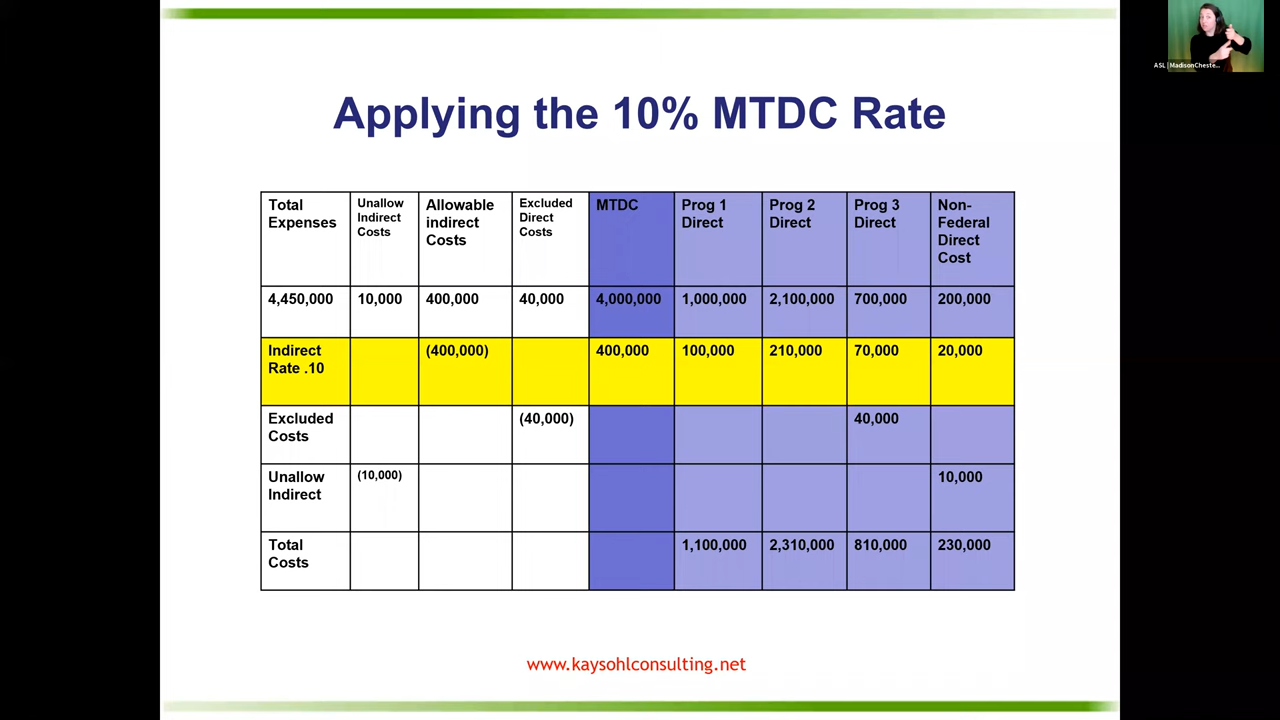 ASL | MadisonCheste...
Applying the 10% MTDC Rate
Total Expenses Unallow Indirect Costs Allowable indirect Costs Excluded Direct Costs MTDC Prog 1 Direct Prog 2 Direct Prog 3 Direct Non-Federal Direct Cost
4,450,000 10,000 400,000 40,000 4,000,000 1,000,000 2,100,000 700,000 200,000
Indirect Rate .10 (400,000) 400,000 100,000 210,000 70,000 20,000
Excluded Costs (40,000) 40,000
Unallow Indirect (10,000) 10,000
Total Costs 1,100,000 2,310,000 810,000 230,000
www.kaysohlconsulting.net